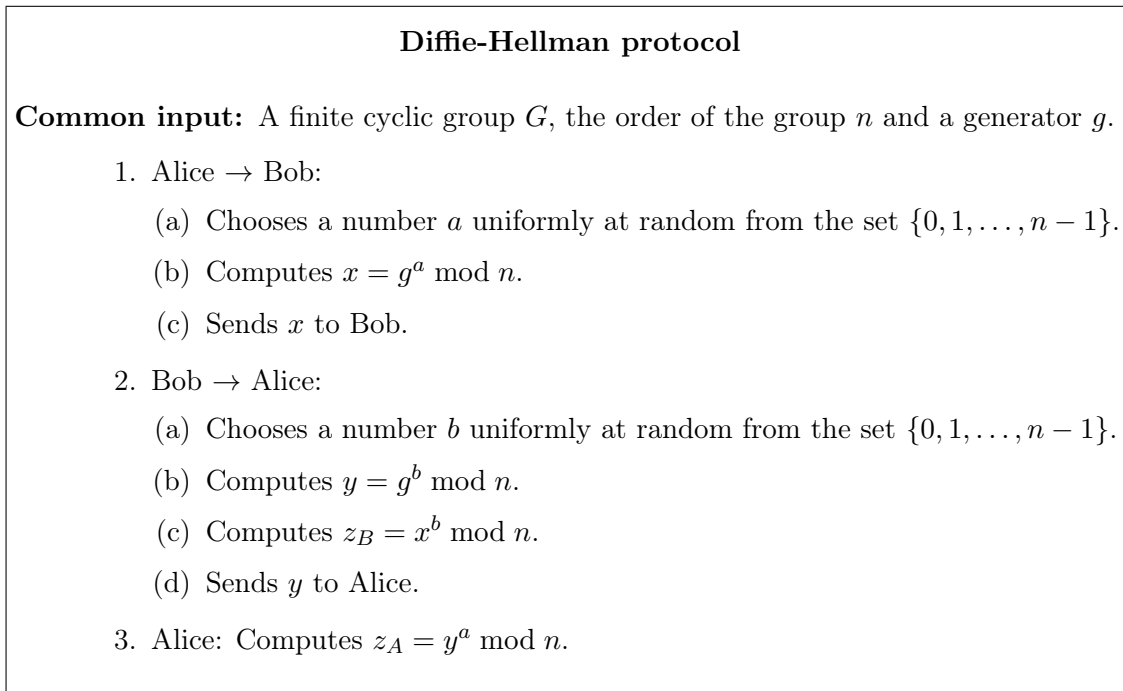 Diffie-Hellman protocol
Common input: A finite cyclic group G, the order of the group n and a generator g.
1. Alice → Bob:
(a) Chooses a number a uniformly at random from the set {0, 1, . . . , n − 1}.
(b) Computes x = g^a mod n.
(c) Sends x to Bob.
2. Bob → Alice:
(a) Chooses a number b uniformly at random from the set {0, 1, . . . , n − 1}.
(b) Computes y = g^b mod n.
(c) Computes z_B = x^b mod n.
(d) Sends y to Alice.
3. Alice: Computes z_A = y^a mod n.